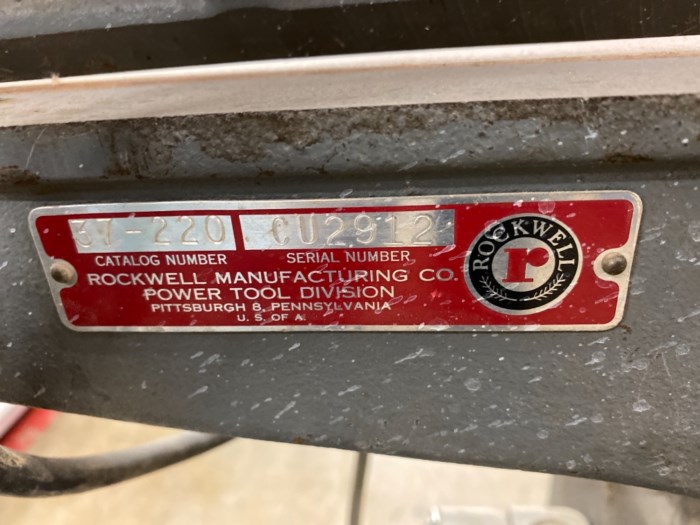 37-220 CU2912
CATALOG NUMBER SERIAL NUMBER
ROCKWELL MANUFACTURING CO.
POWER TOOL DIVISION
PITTSBURGH 8, PENNSYLVANIA
U. S. OF A.
ROCKWELL
r